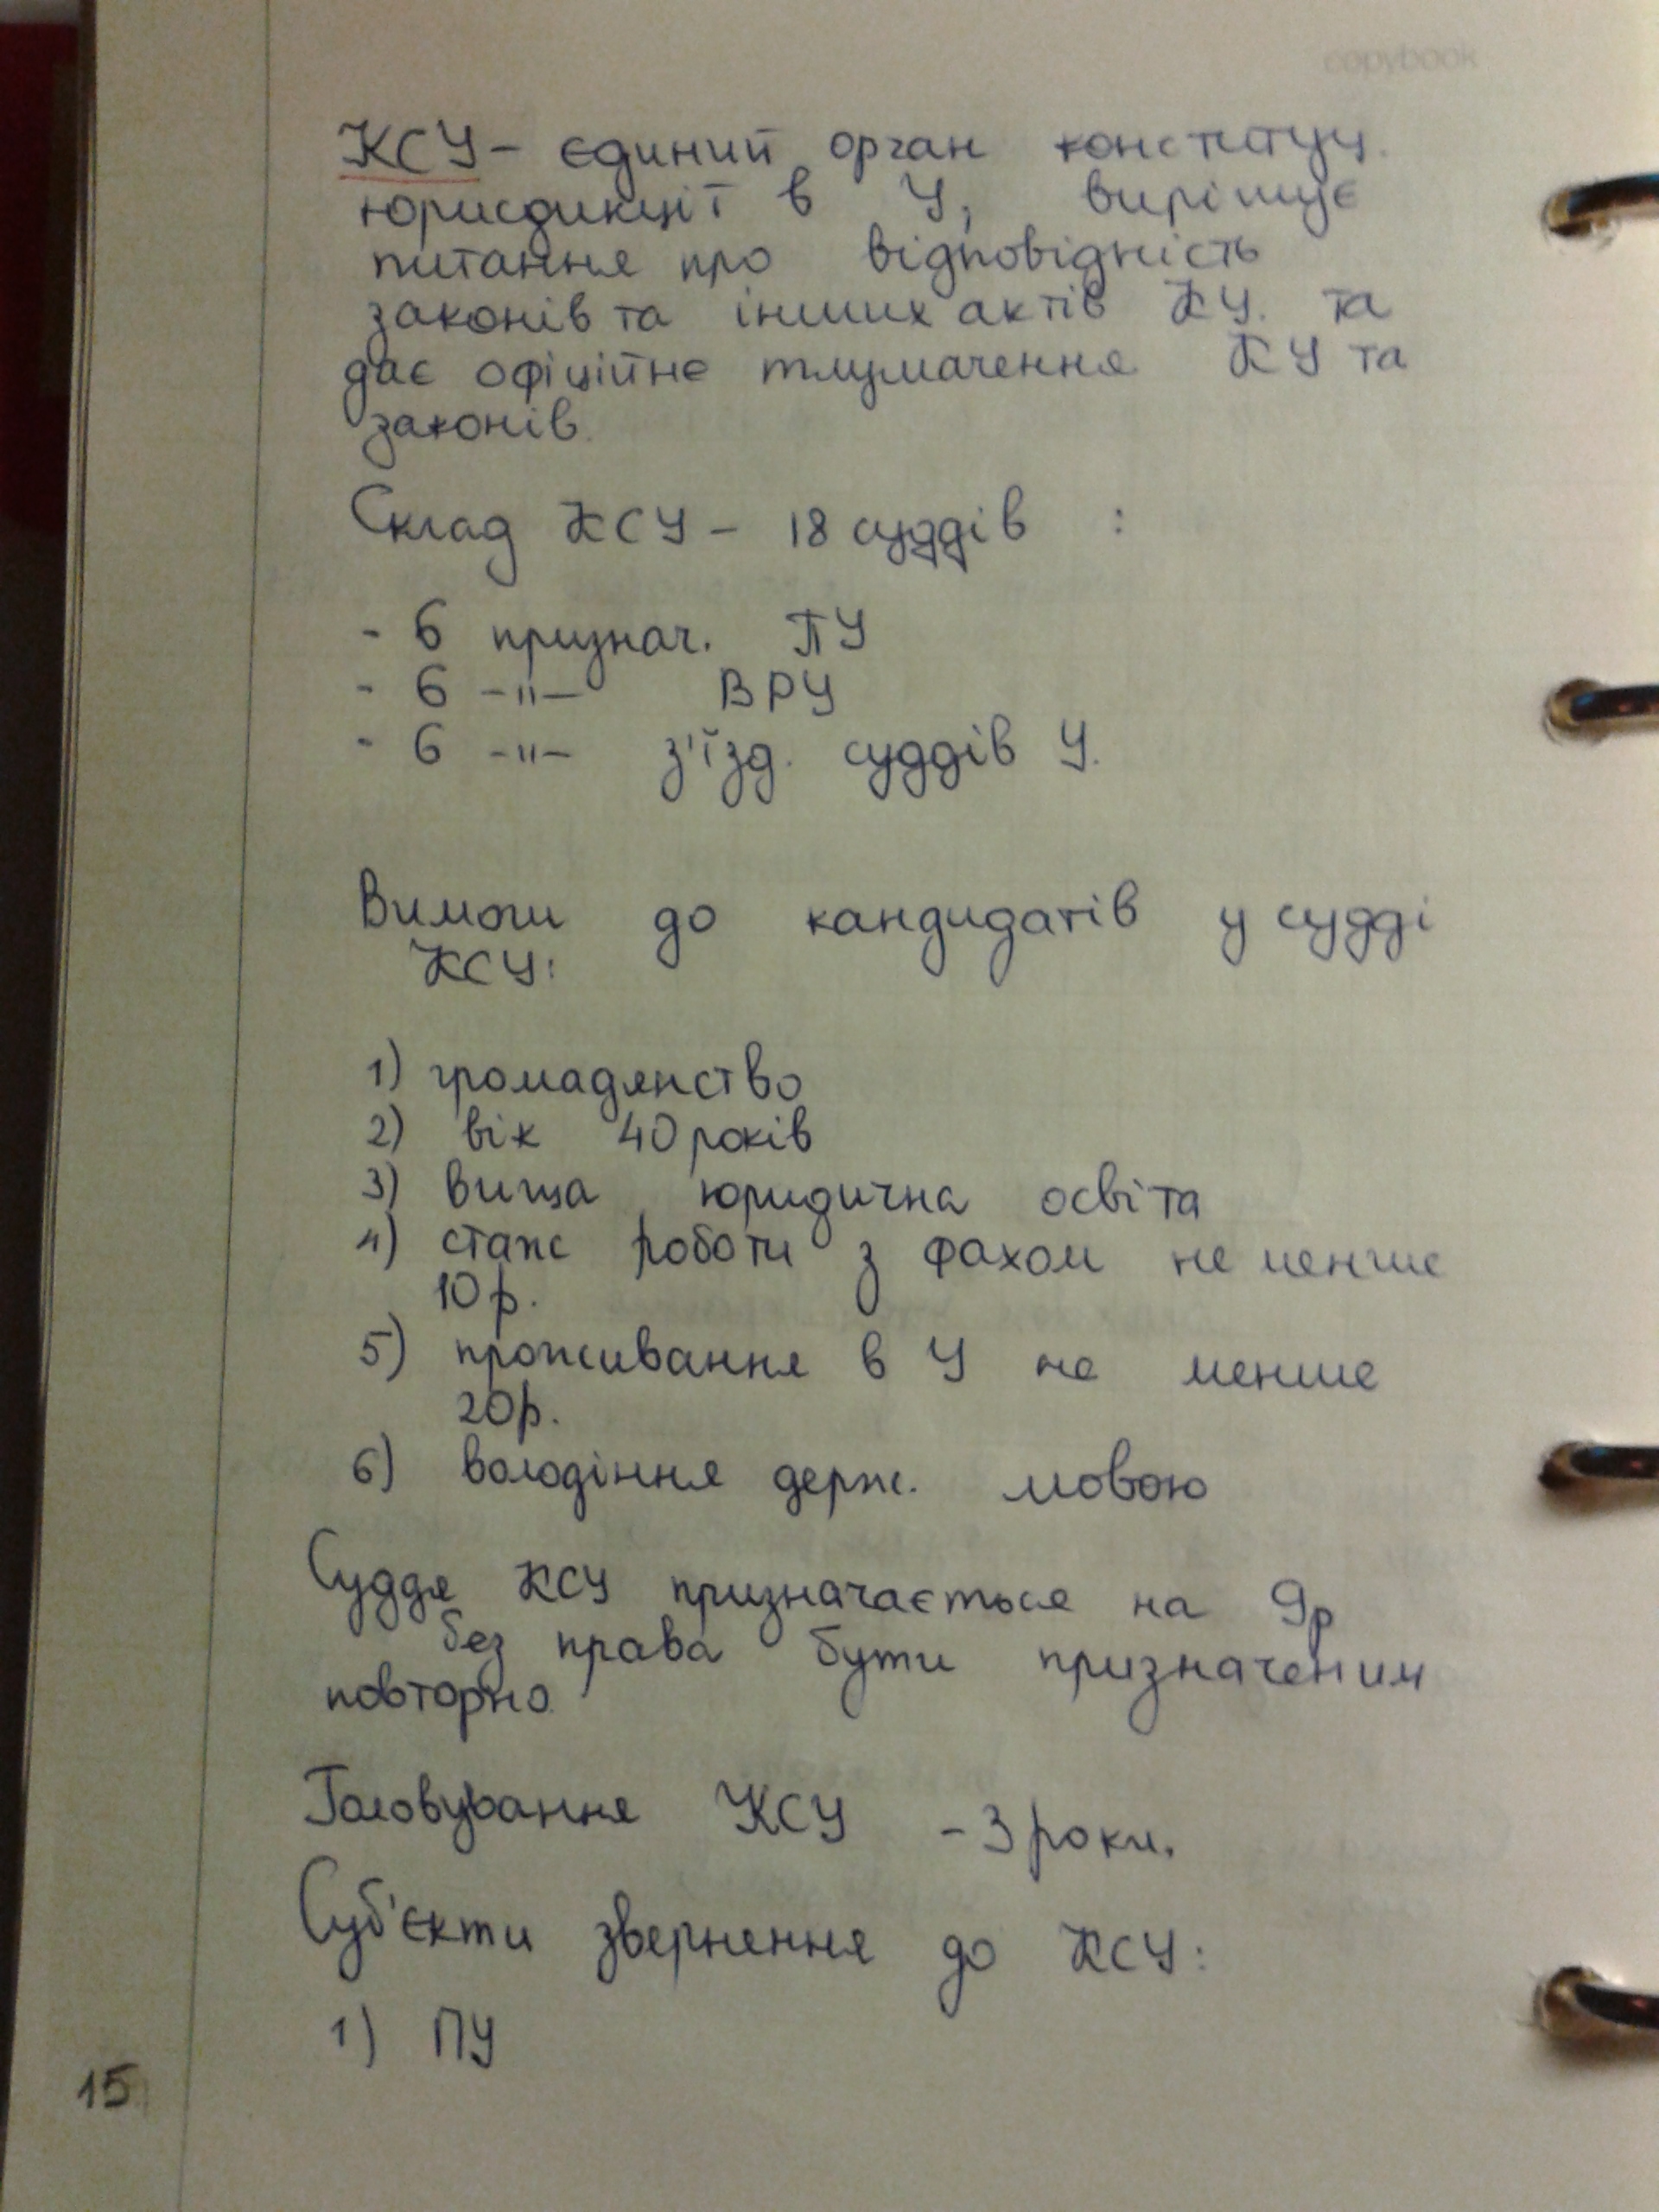 copybook
КСУ - єдиний орган конституц.
юрисдикції в У, вирішує
питання про відповідність
законів та інших актів КУ. та
дає офіційне тлумачення КУ та
законів.
Склад КСУ - 18 суддів :
- 6 признач. ПУ
- 6 -"- ВРУ
- 6 -"- з'їзд. суддів У.
Вимоги до кандидатів у судді
КСУ:
1) громадянство
2) вік 40 років
3) вища юридична освіта
4) стаж роботи з фахом не менше
10 р.
5) проживання в У не менше
20р.
6) володіння держ. мовою
Суддя КСУ призначається на 9р
без права бути призначеним
повторно.
Головування КСУ - 3 роки.
Суб'єкти звернення до КСУ:
1) ПУ
15